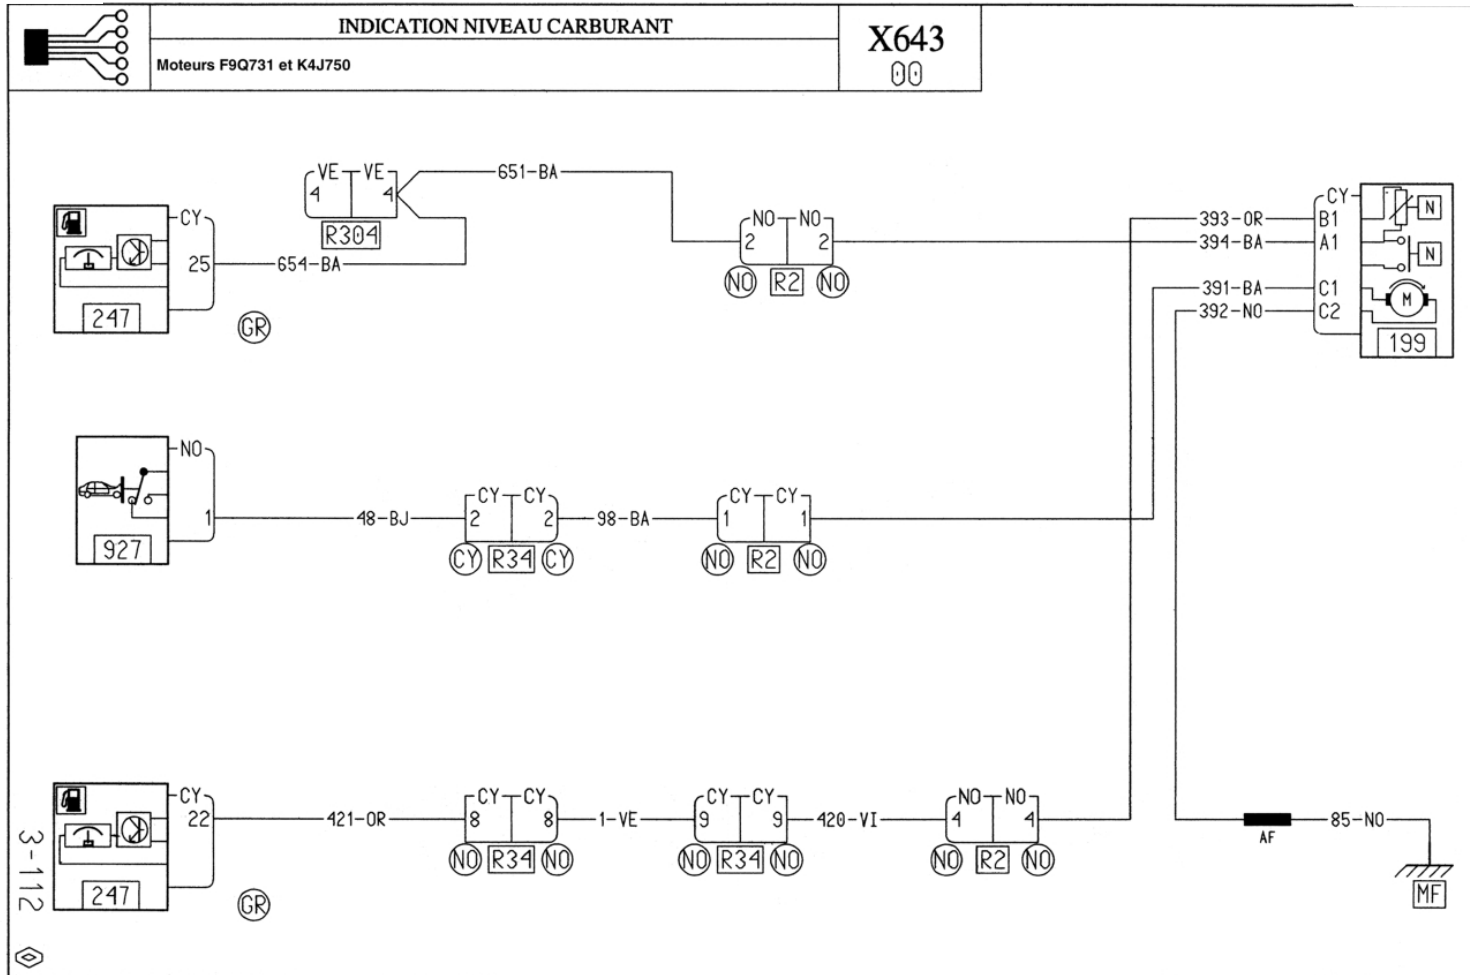 INDICATION NIVEAU CARBURANT
Moteurs F9Q731 et K4J750
X643
00
VE VE
4 4
R304
651-BA
CY
25
654-BA
247
GR
NO NO
2 2
NO R2 NO
393-OR
394-BA
391-BA
392-NO
CY
B1
A1
C1
C2
N
N
M
199
NO
1
927
48-BJ
CY CY
2 2
CY R34 CY
98-BA
CY CY
1 1
NO R2 NO
CY
22
247
GR
421-OR
CY CY
8 8
NO R34 NO
1-VE
CY CY
9 9
NO R34 NO
420-VI
NO NO
4 4
NO R2 NO
AF
85-NO
MF
3-112